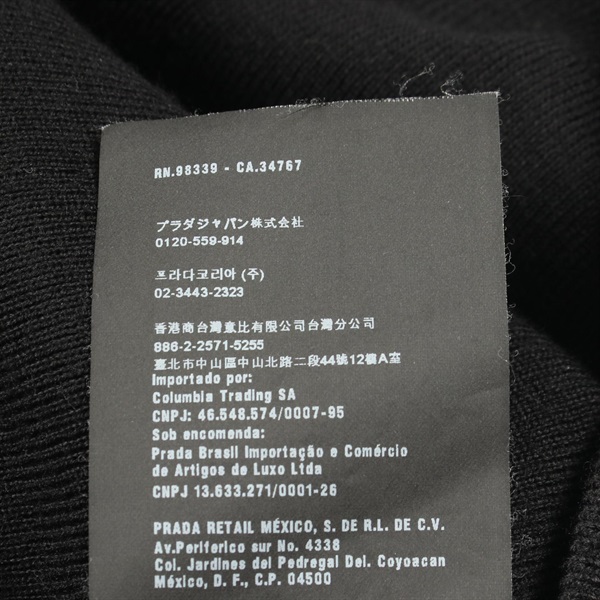 RN.98339 - CA.34767
プラダジャパン株式会社
0120-559-914
프라다코리아 (주)
02-3443-2323
香港商台灣意比有限公司台灣分公司
886-2-2571-5255
臺北市中山區中山北路二段44號12樓A室
Importado por:
Columbia Trading SA
CNPJ: 46.548.574/0007-95
Sob encomenda:
Prada Brasil Importação e Comércio
de Artigos de Luxo Ltda
CNPJ 13.633.271/0001-26
PRADA RETAIL MÉXICO, S. DE R.L. DE C.V.
Av.Periferico sur No. 4338
Col. Jardines del Pedregal Del. Coyoacan
México, D. F., C.P. 04500